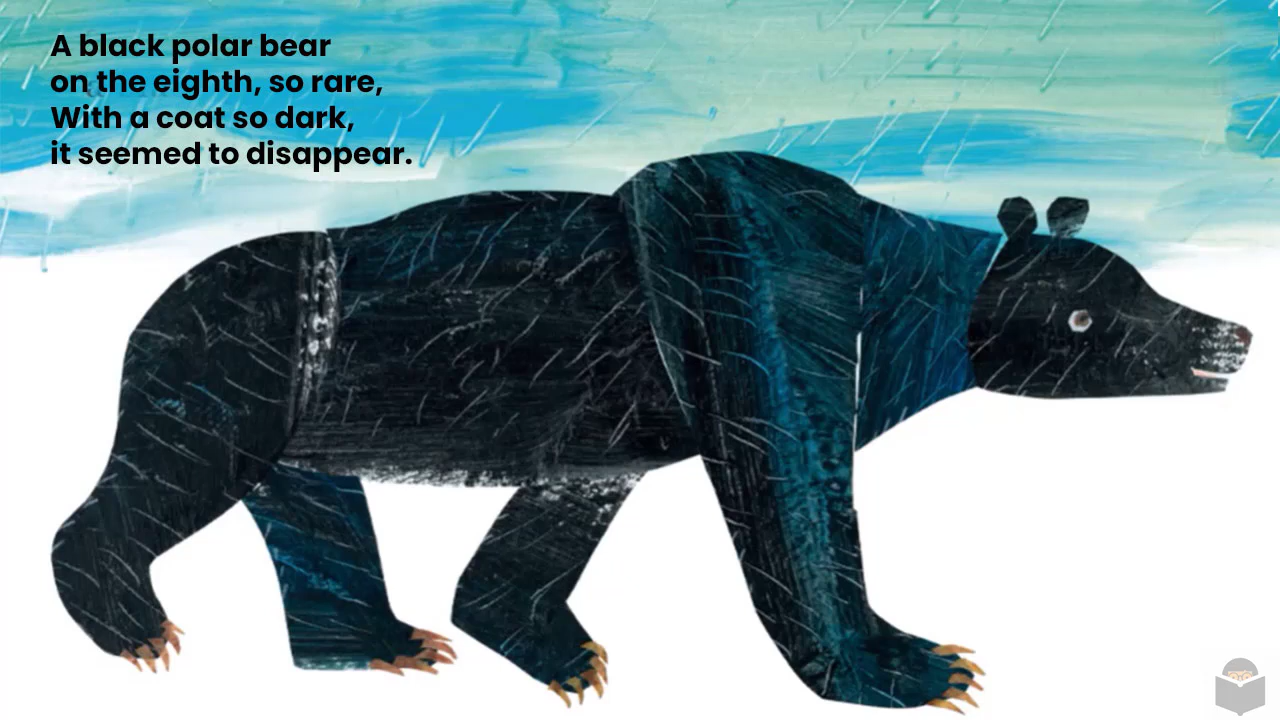 A black polar bear
on the eighth, so rare,
With a coat so dark,
it seemed to disappear.